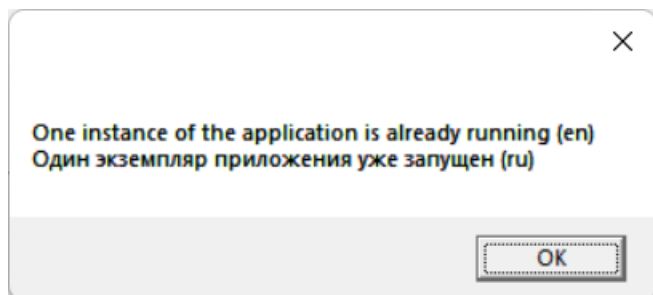 One instance of the application is already running (en)
Один экземпляр приложения уже запущен (ru)
OK